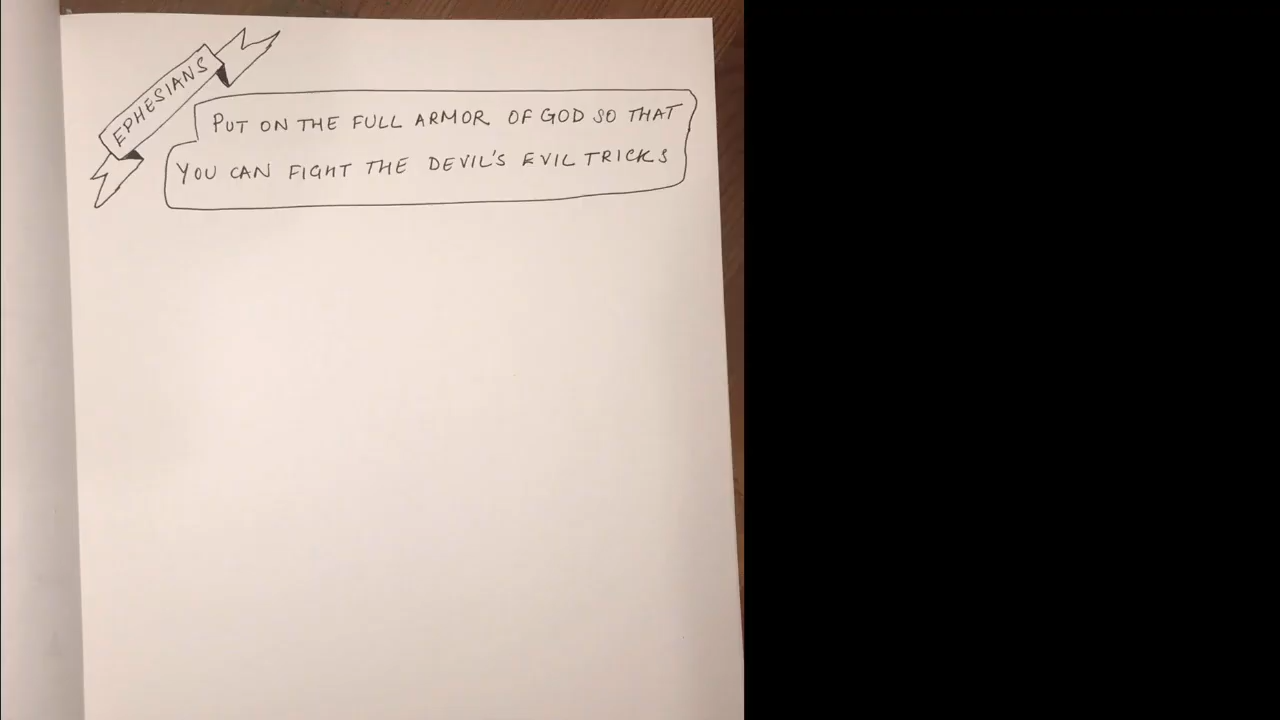 EPHESIANS
PUT ON THE FULL ARMOR OF GOD SO THAT
YOU CAN FIGHT THE DEVIL'S EVIL TRICKS